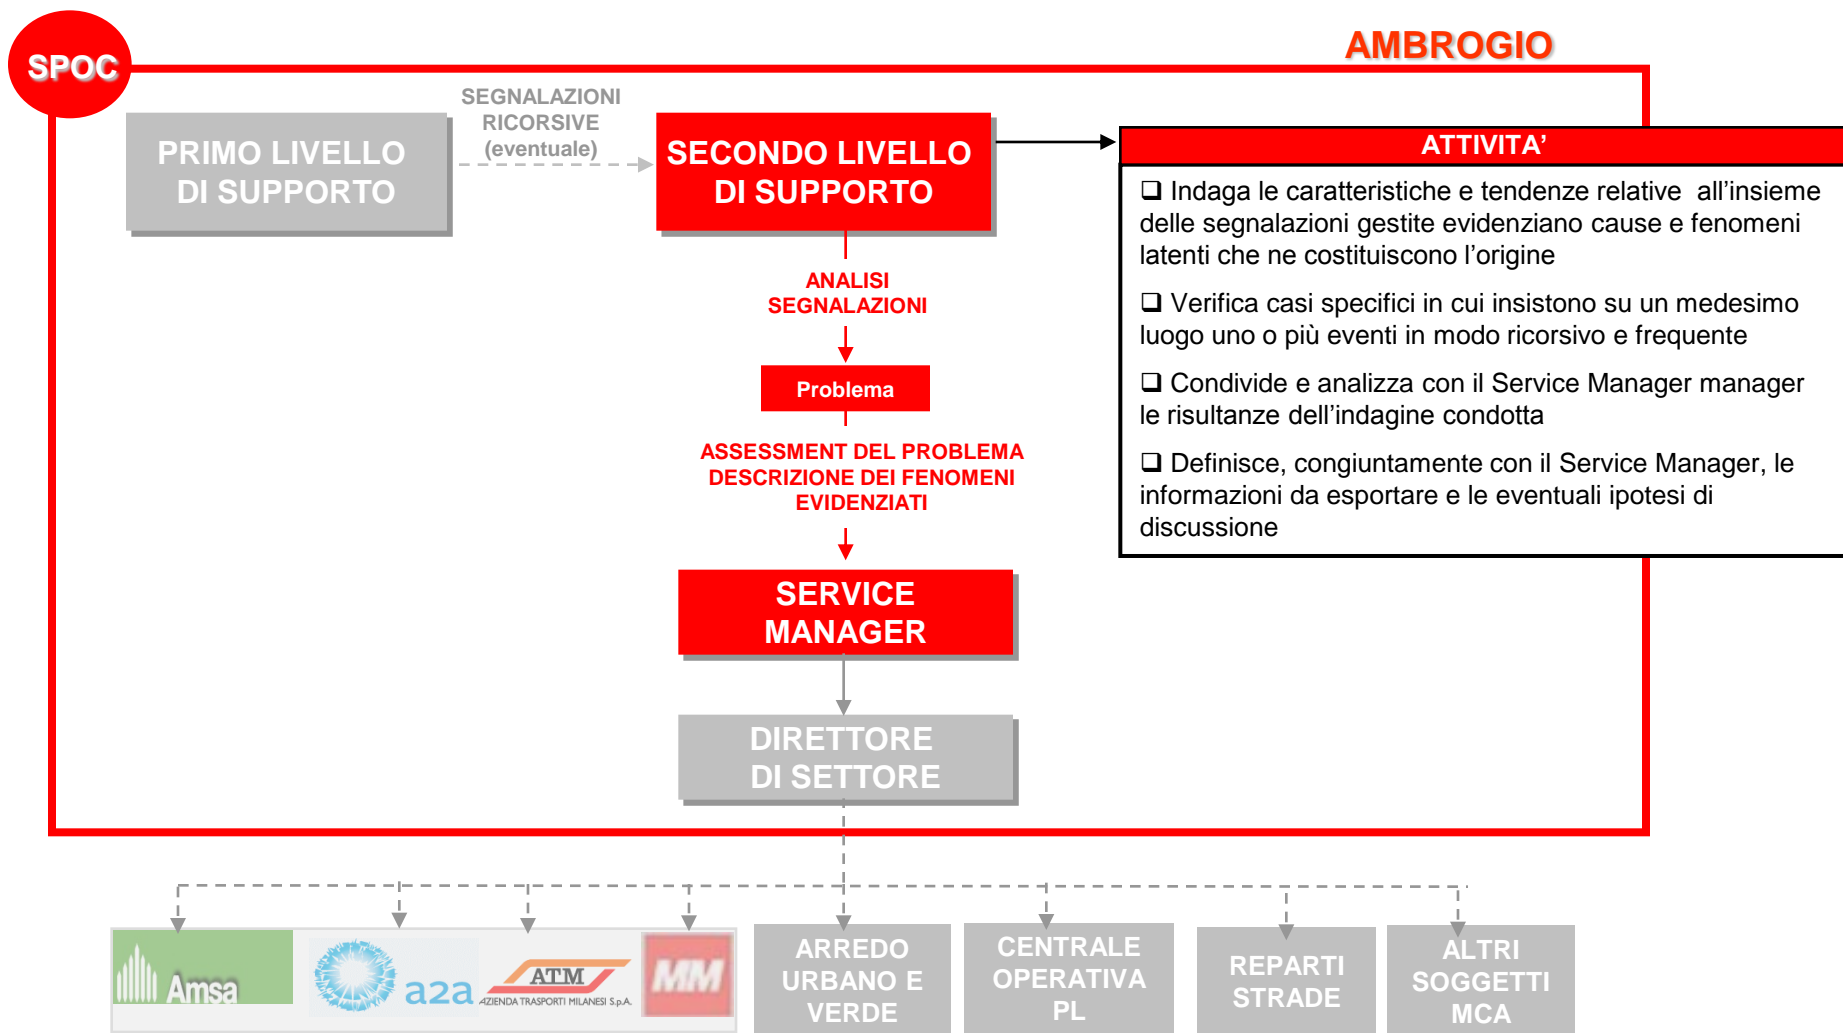 SPOC
AMBROGIO
SEGNALAZIONI
RICORSIVE
(eventuale)
PRIMO LIVELLO
DI SUPPORTO
SECONDO LIVELLO
DI SUPPORTO
ATTIVITA’
❑ Indaga le caratteristiche e tendenze relative all’insieme
delle segnalazioni gestite evidenziano cause e fenomeni
latenti che ne costituiscono l’origine
❑ Verifica casi specifici in cui insistono su un medesimo
luogo uno o più eventi in modo ricorsivo e frequente
❑ Condivide e analizza con il Service Manager manager
le risultanze dell’indagine condotta
❑ Definisce, congiuntamente con il Service Manager, le
informazioni da esportare e le eventuali ipotesi di
discussione
ANALISI
SEGNALAZIONI
Problema
ASSESSMENT DEL PROBLEMA
DESCRIZIONE DEI FENOMENI
EVIDENZIATI
SERVICE
MANAGER
DIRETTORE
DI SETTORE
Amsa
a2a
ATM
AZIENDA TRASPORTI MILANESI S.p.A.
MM
ARREDO
URBANO E
VERDE
CENTRALE
OPERATIVA
PL
REPARTI
STRADE
ALTRI
SOGGETTI
MCA